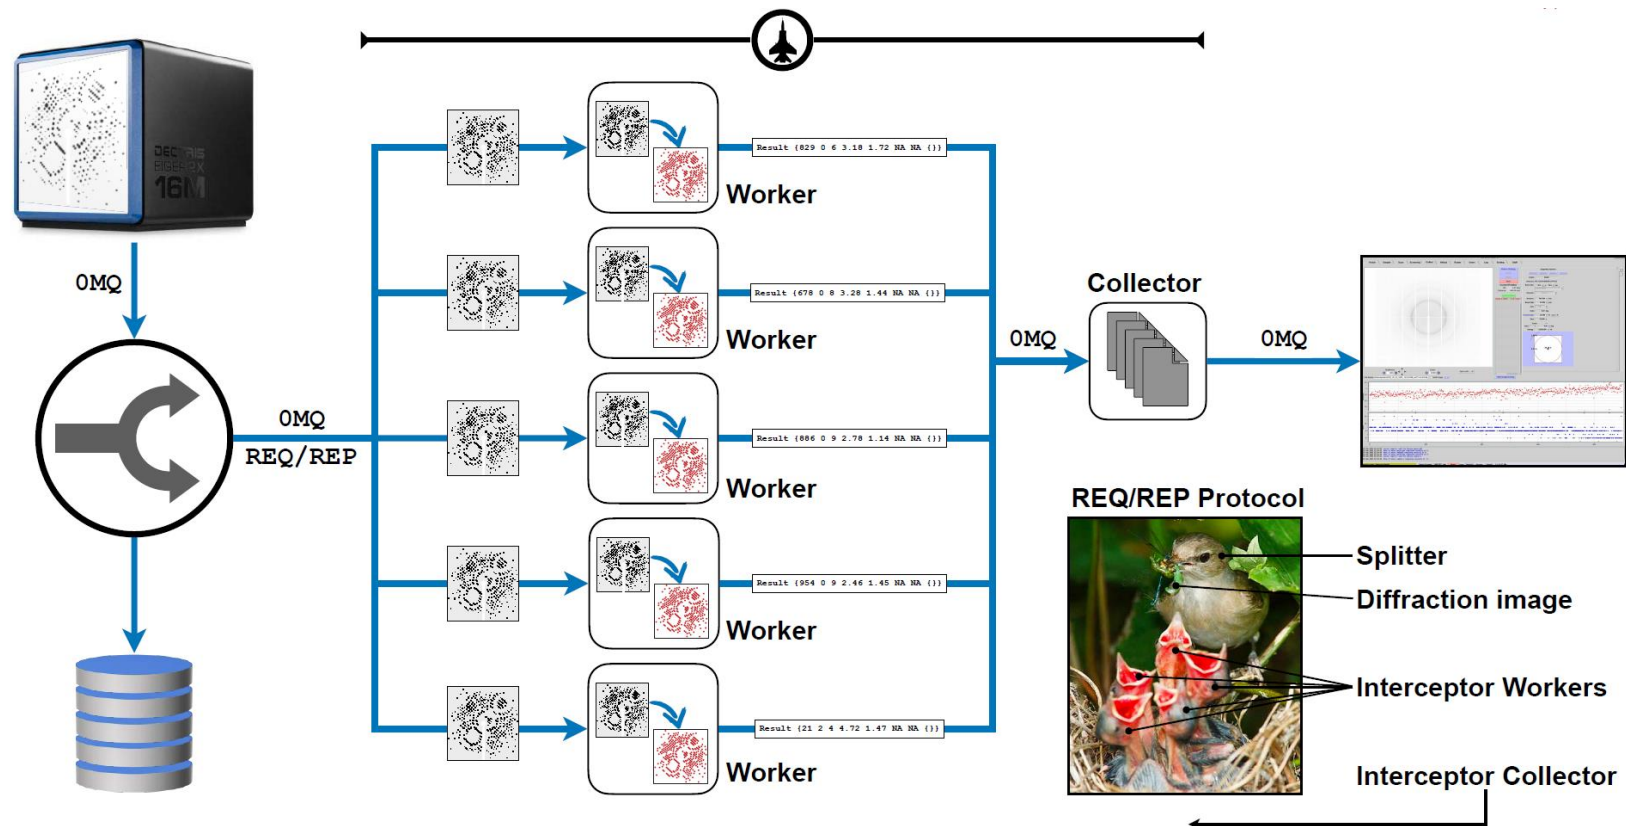 DECTRIS
EIGER X
16M
0MQ
0MQ
REQ/REP
Result {829 0 6 3.18 1.72 NA NA {}}
Worker
Result {678 0 8 3.28 1.44 NA NA {}}
Worker
Result {886 0 9 2.78 1.14 NA NA {}}
Worker
Result {954 0 9 2.46 1.45 NA NA {}}
Worker
Result {21 2 4 4.72 1.47 NA NA {}}
Worker
0MQ
Collector
0MQ
REQ/REP Protocol
Splitter
Diffraction image
Interceptor Workers
Interceptor Collector